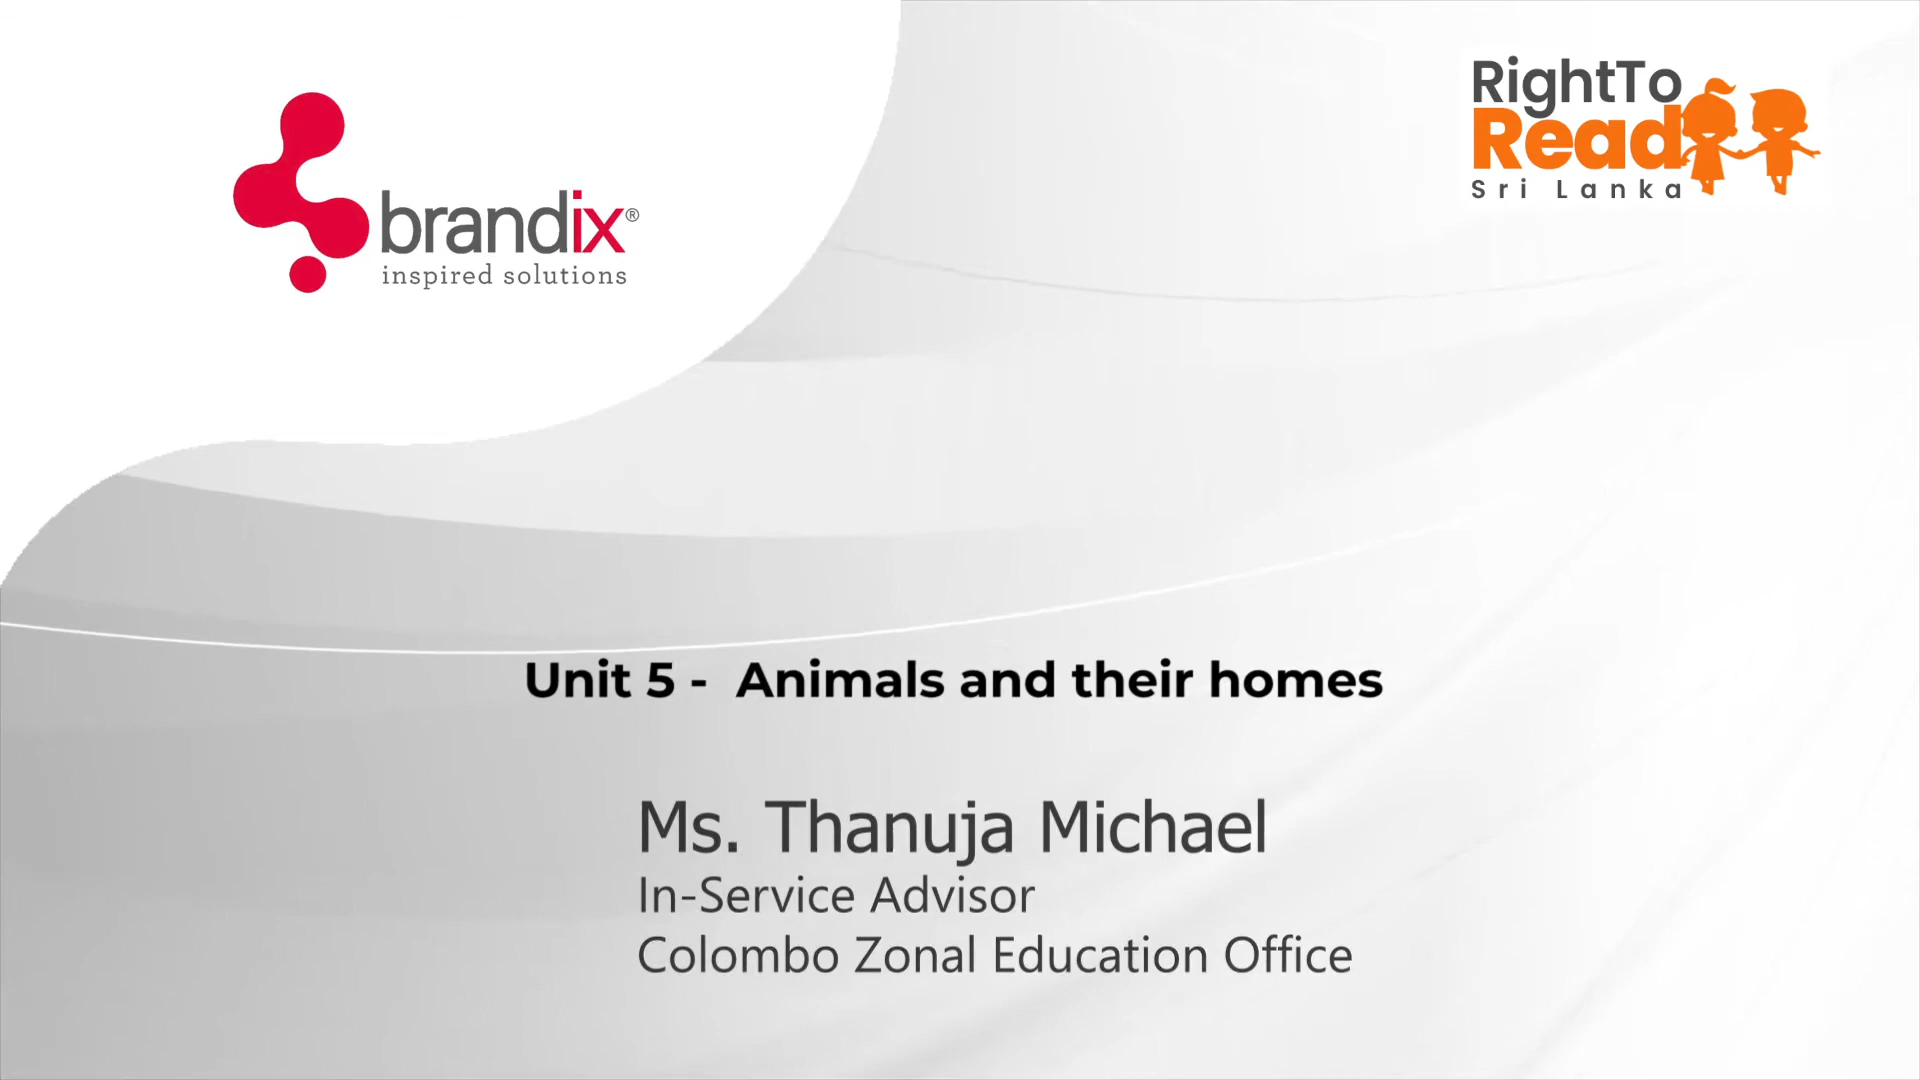 brandix®
inspired solutions
RightTo
Read
Sri Lanka
Unit 5 - Animals and their homes
Ms. Thanuja Michael
In-Service Advisor
Colombo Zonal Education Office